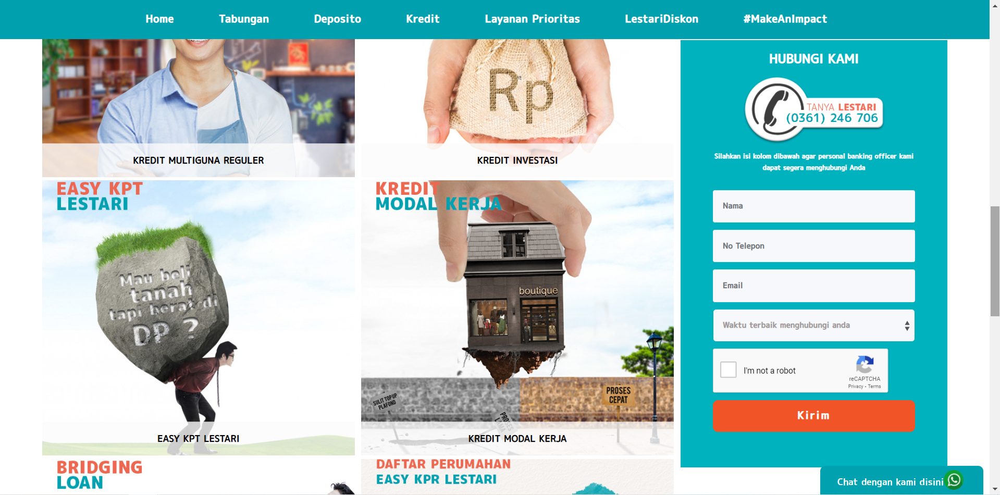 Home
Tabungan
Deposito
Kredit
Layanan Prioritas
LestariDiskon
#MakeAnImpact
Rp
KREDIT MULTIGUNA REGULER
KREDIT INVESTASI
EASY KPT
LESTARI
Mau beli
tanah
tapi berat di
DP ?
EASY KPT LESTARI
KREDIT
MODAL KERJA
boutique
SULIT TOP UP
PLAFOND
PROSES
LAMA
PROSES
CEPAT
KREDIT MODAL KERJA
BRIDGING
LOAN
DAFTAR PERUMAHAN
EASY KPR LESTARI
HUBUNGI KAMI
TANYA LESTARI
(0361) 246 706
Silahkan isi kolom dibawah agar personal banking officer kami
dapat segera menghubungi Anda
Nama
No Telepon
Email
Waktu terbaik menghubungi anda
I'm not a robot
reCAPTCHA
Privacy - Terms
Kirim
Chat dengan kami disini